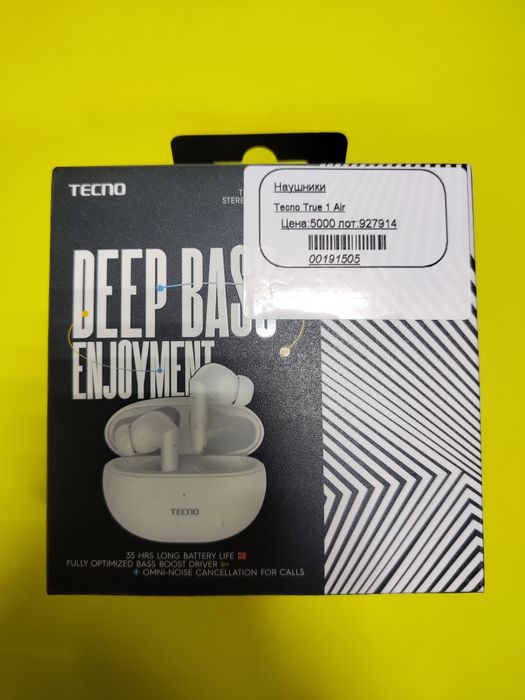 TECNO
STERE
Наушники
Tecno True 1 Air
Цена:5000 лот:927914
00191505
DEEP BASS
ENJOYMENT
TECNO
35 HRS LONG BATTERY LIFE
FULLY OPTIMIZED BASS BOOST DRIVER
OMNI-NOISE CANCELLATION FOR CALLS